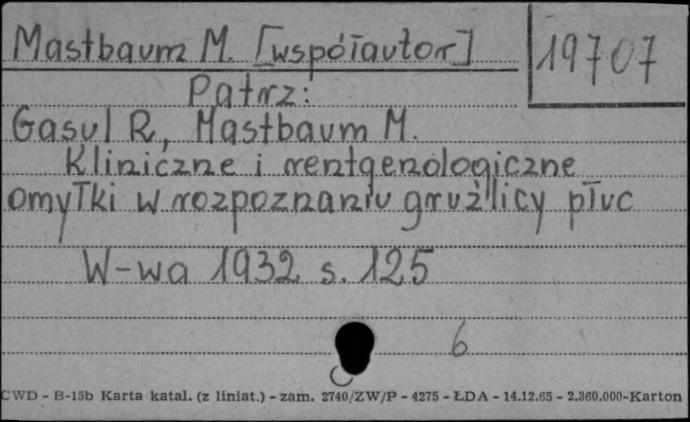 Mastbaum M. [współautor]
19707
Patrz:
Gasul R., Mastbaum M.
Kliniczne i rentgenologiczne
omyłki w rozpoznaniu gruźlicy płuc
W-wa 1932 s. 125
6
CWD - B-15b Karta katal. (z liniat.) - zam. 2740/ZW/P - 4275 - ŁDA - 14.12.65 - 2.360.000-Karton